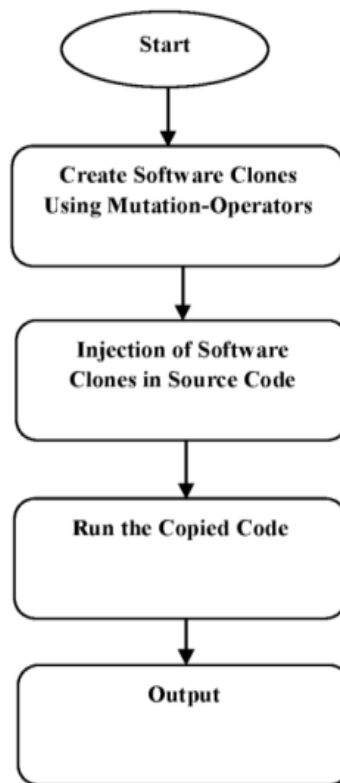 Start
Create Software Clones
Using Mutation-Operators
Injection of Software
Clones in Source Code
Run the Copied Code
Output